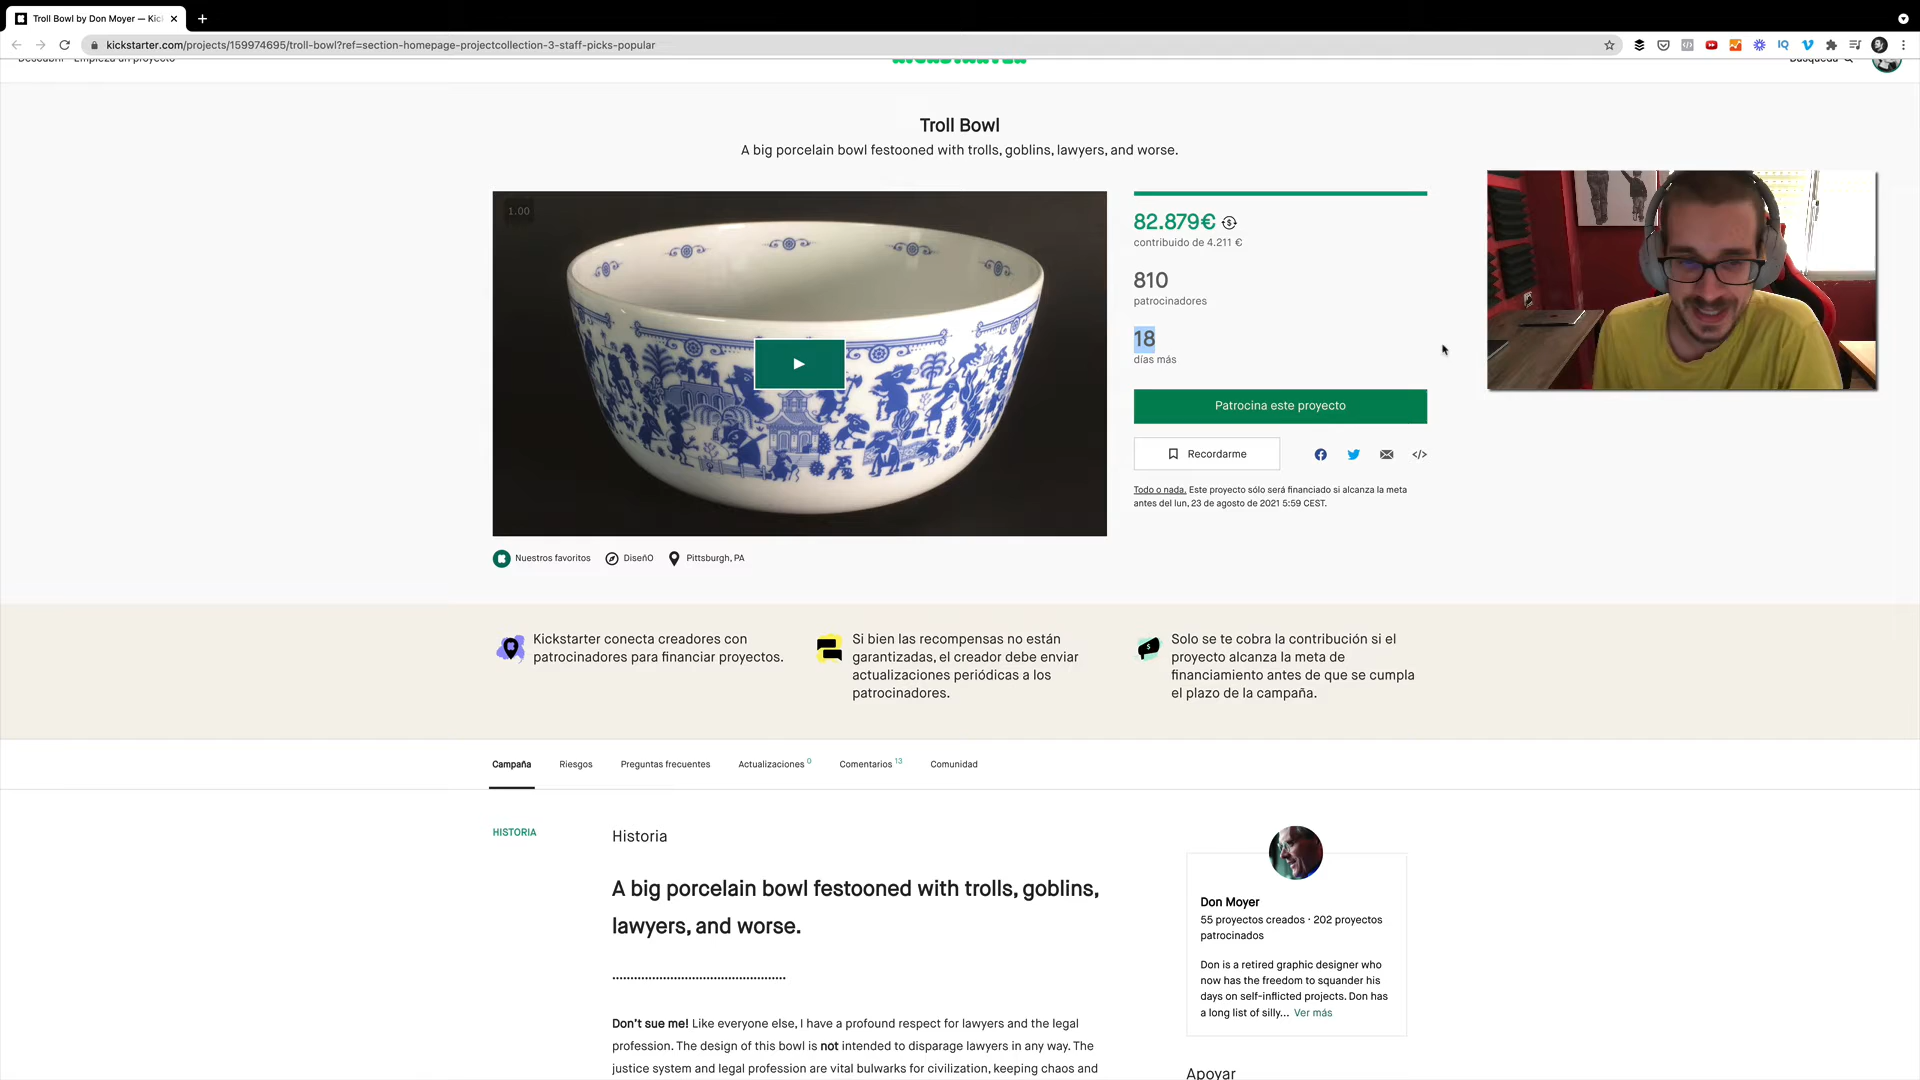 Troll Bowl by Don Moyer — Kic
kickstarter.com/projects/159974695/troll-bowl?ref=section-homepage-projectcollection-3-staff-picks-popular
Descubrir Empieza un proyecto
KICKSTARTER
Búsqueda
Troll Bowl
A big porcelain bowl festooned with trolls, goblins, lawyers, and worse.
1.00
82.879€
contribuido de 4.211 €
810
patrocinadores
18
días más
Patrocina este proyecto
Recordarme
Todo o nada. Este proyecto sólo será financiado si alcanza la meta
antes del lun, 23 de agosto de 2021 5:59 CEST.
Nuestros favoritos DiseñO Pittsburgh, PA
Kickstarter conecta creadores con
patrocinadores para financiar proyectos.
Si bien las recompensas no están
garantizadas, el creador debe enviar
actualizaciones periódicas a los
patrocinadores.
Solo se te cobra la contribución si el
proyecto alcanza la meta de
financiamiento antes de que se cumpla
el plazo de la campaña.
Campaña Riesgos Preguntas frecuentes Actualizaciones 0 Comentarios 13 Comunidad
HISTORIA
Historia
A big porcelain bowl festooned with trolls, goblins,
lawyers, and worse.
Don't sue me! Like everyone else, I have a profound respect for lawyers and the legal
profession. The design of this bowl is not intended to disparage lawyers in any way. The
justice system and legal profession are vital bulwarks for civilization, keeping chaos and
Don Moyer
55 proyectos creados · 202 proyectos
patrocinados
Don is a retired graphic designer who
now has the freedom to squander his
days on self-inflicted projects. Don has
a long list of silly... Ver más
Apoyar